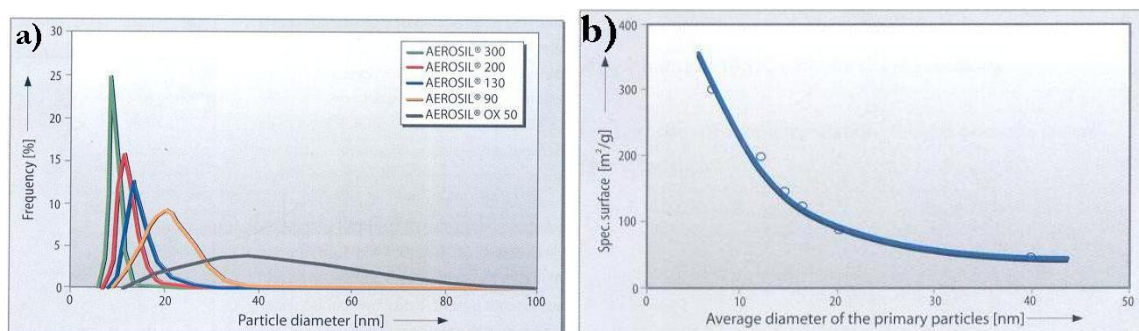 a)
30
25
20
15
10
5
0
Frequency [%]
AEROSIL® 300
AEROSIL® 200
AEROSIL® 130
AEROSIL® 90
AEROSIL® OX 50
0 20 40 60 80 100
Particle diameter [nm]
b)
400
300
200
100
0
Spec. surface [m²/g]
0 10 20 30 40 50
Average diameter of the primary particles [nm]